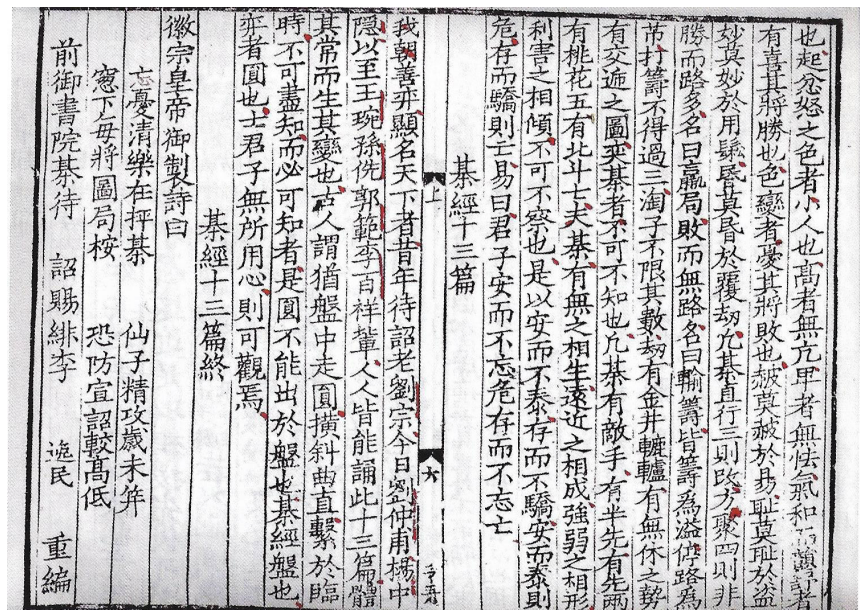 也起忿怒之色者小人也高者無亢卑者無怯氣和而韻舒者
有喜其將勝也色變者憂其將敗也赧莫赧於易恥莫恥於盗
妙莫妙於用鬆昬莫昬於覆劫凢棊直行三則改方聚四則非
勝而路多名曰贏局敗而無路名曰輸籌皆籌為溢停路為
節打籌不得過三淘子不限其數劫有金井轆轤有無休之勢
有交遞之圖奕棊者不可不知也凢棊有敵手有半先有先兩
有桃花五有北斗七夫棊有無之相生遠近之相成強弱之相形
利害之相傾不可不察也是以安而不泰存而不驕安而泰則
危存而驕則亡易曰君子安而不忘危存而不忘亡
棊經十三篇
上
六
我朝善弈顯名天下者昔年待詔老劉宗今日劉仲甫楊中
隠以至王琬孫侁郭範李百祥輩人人皆能誦此十三篇體
其常而生其變也古人謂猶盤中走圓橫斜曲直繫於臨
時不可盡知而必可知者是圓不能出於盤也棊經盤也
弈者圓也士君子無所用心則可觀焉
棊經十三篇終
徽宗皇帝御製詩曰
忘憂清樂在枰棊 仙子精攻歲未笄
窻下毋將圖局桉 恐防宣詔較高低
前御書院棊待 詔賜緋李 逸民 重編